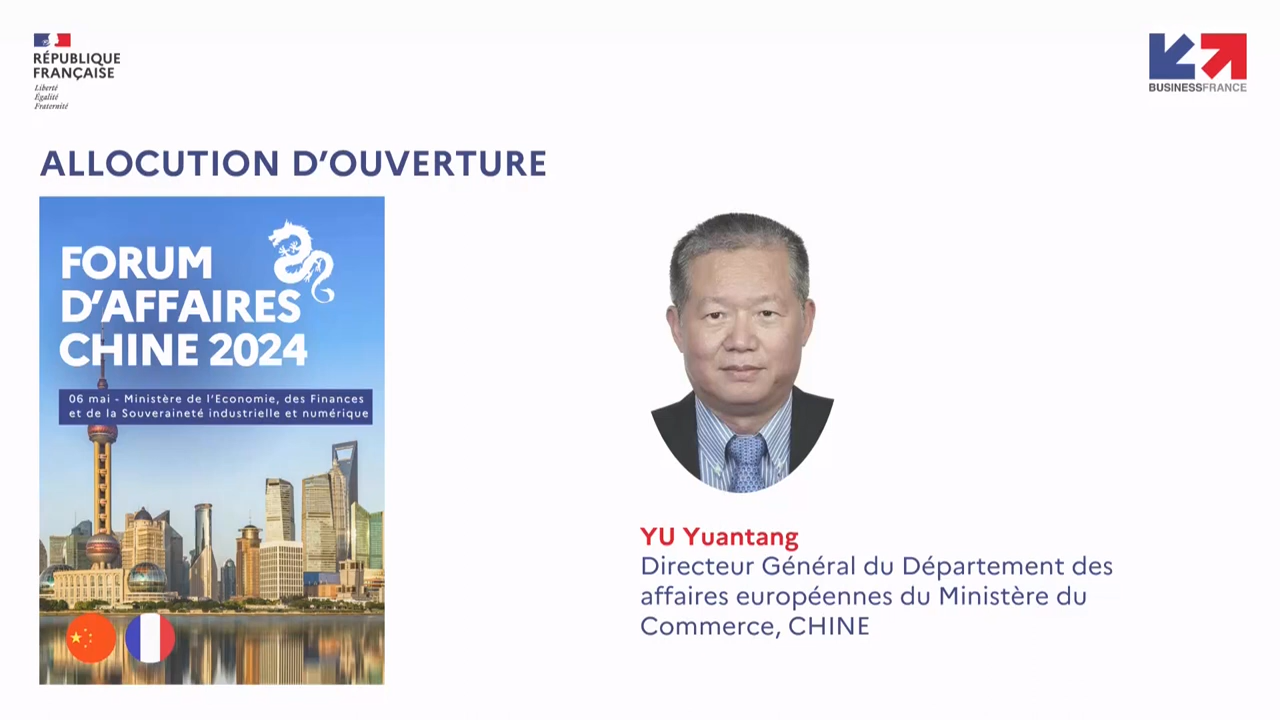 RÉPUBLIQUE
FRANÇAISE
Liberté
Égalité
Fraternité
BUSINESSFRANCE
ALLOCUTION D’OUVERTURE
FORUM
D’AFFAIRES
CHINE 2024
06 mai - Ministère de l’Economie, des Finances
et de la Souveraineté industrielle et numérique
YU Yuantang
Directeur Général du Département des
affaires européennes du Ministère du
Commerce, CHINE